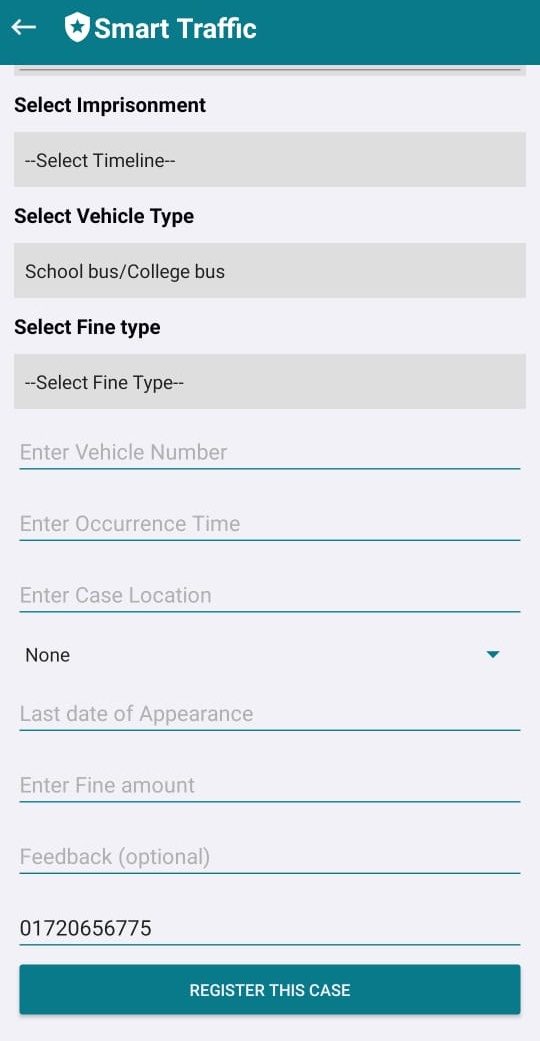 Smart Traffic
Select Imprisonment
--Select Timeline--
Select Vehicle Type
School bus/College bus
Select Fine type
--Select Fine Type--
Enter Vehicle Number
Enter Occurrence Time
Enter Case Location
None
Last date of Appearance
Enter Fine amount
Feedback (optional)
01720656775
REGISTER THIS CASE